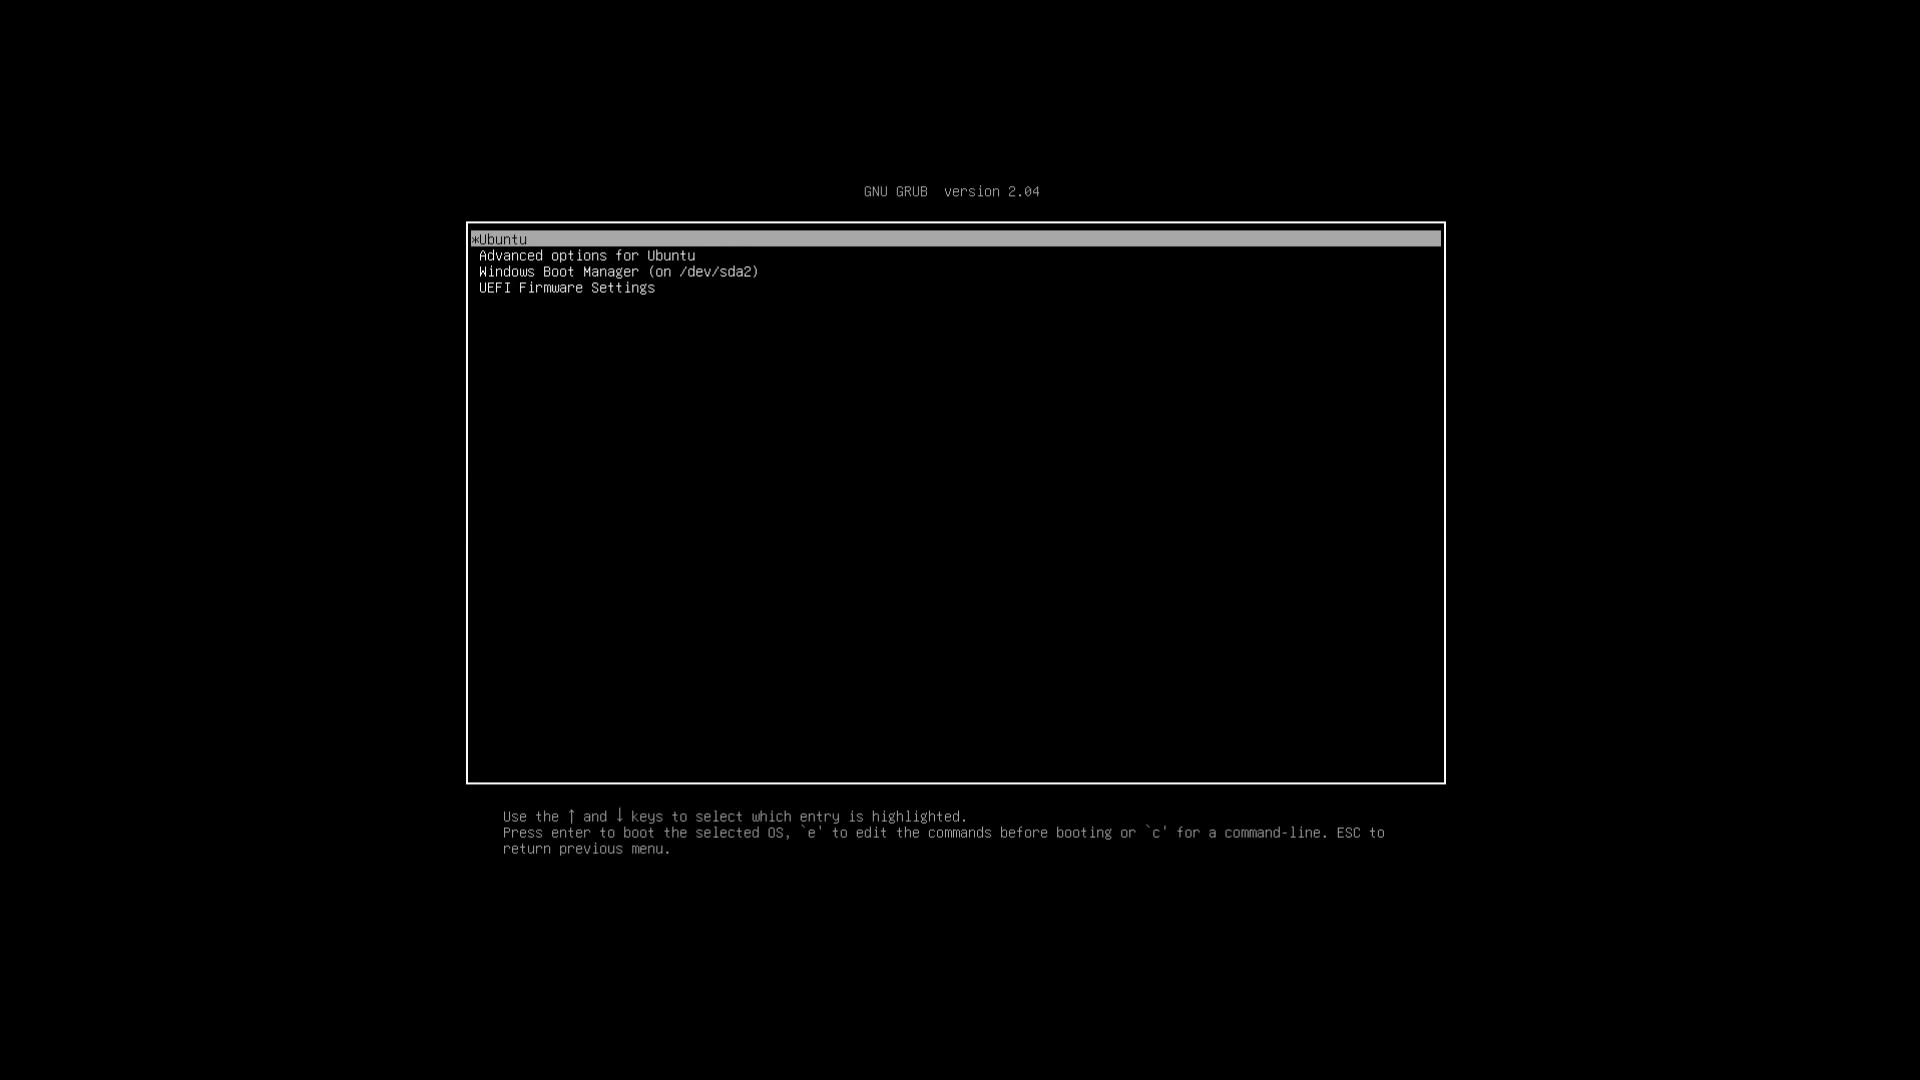 GNU GRUB  version 2.04
*Ubuntu
Advanced options for Ubuntu
Windows Boot Manager (on /dev/sda2)
UEFI Firmware Settings
Use the ↑ and ↓ keys to select which entry is highlighted.
Press enter to boot the selected OS, `e' to edit the commands before booting or `c' for a command-line. ESC to
return previous menu.